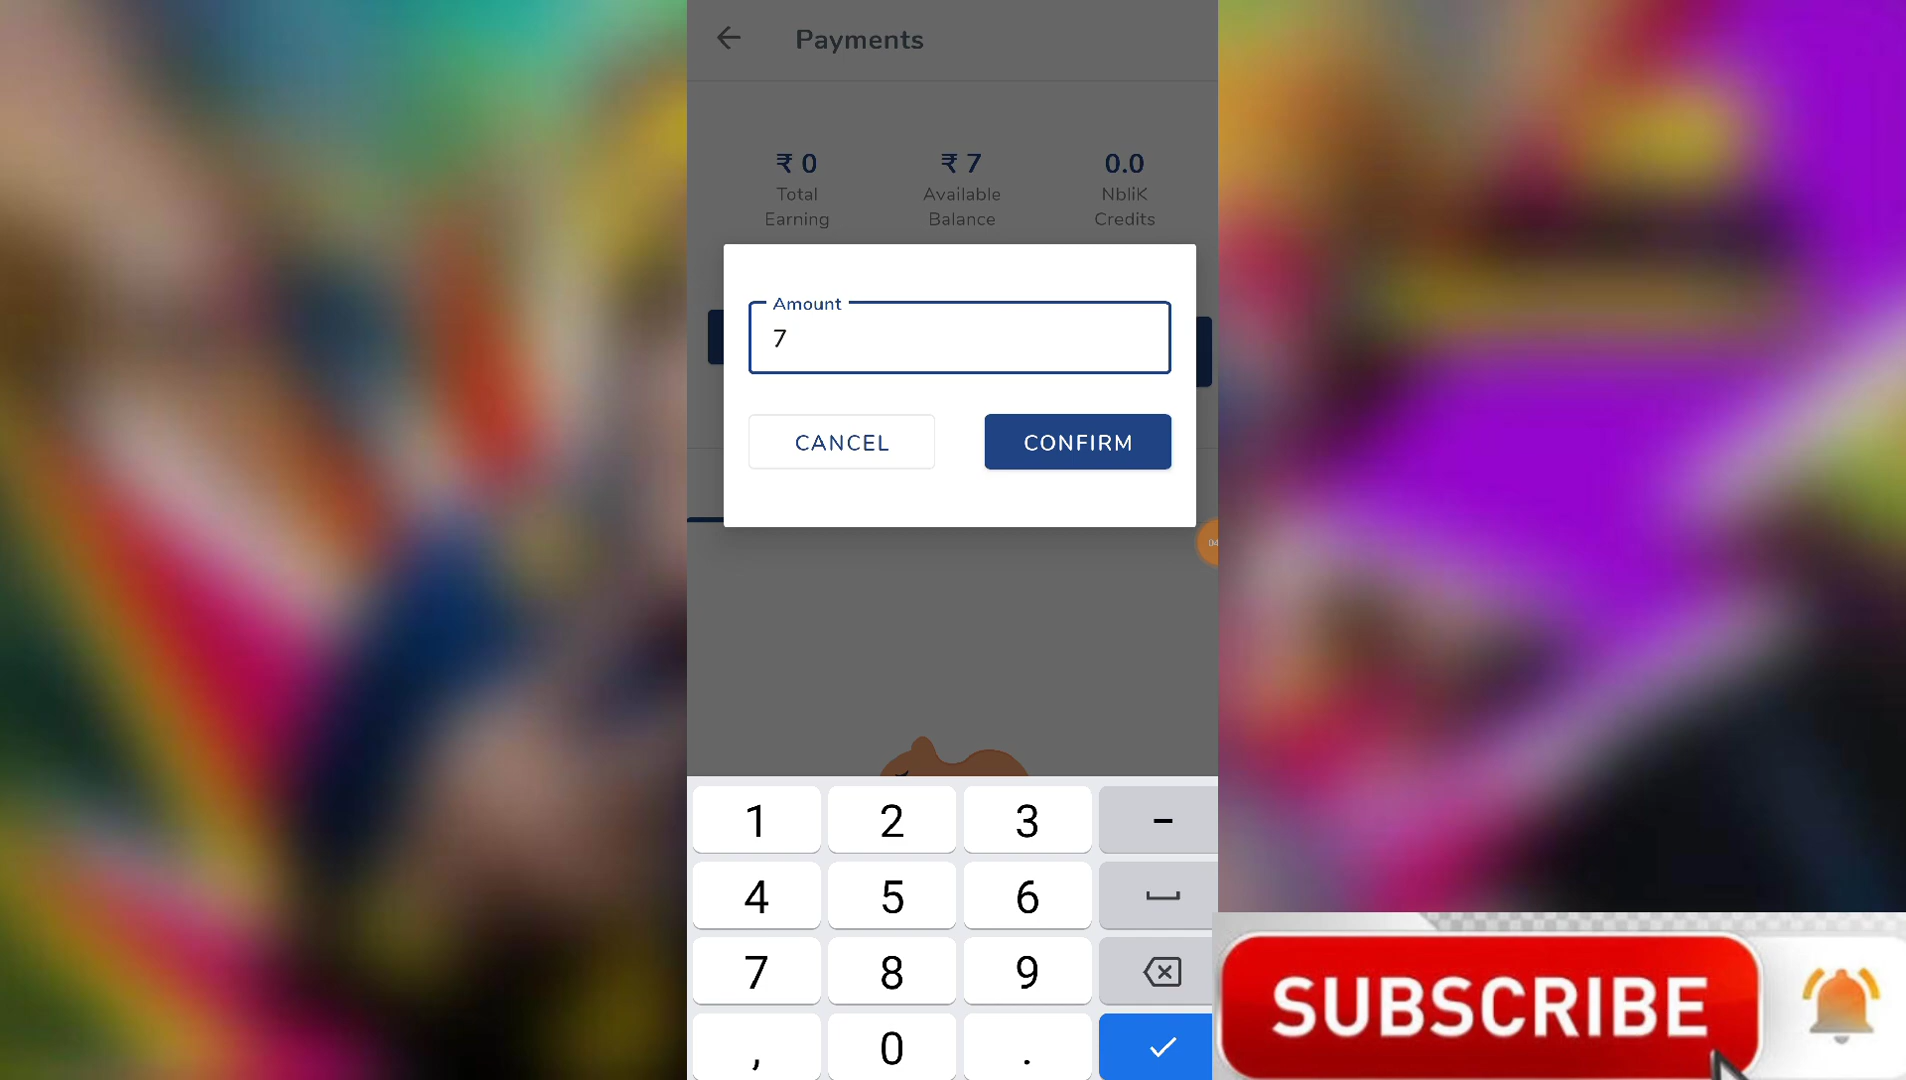 Payments
₹ 0
Total
Earning
₹ 7
Available
Balance
0.0
NbliK
Credits
Amount
7
CANCEL
CONFIRM
04
1 2 3 -
4 5 6
7 8 9
, 0 .
SUBSCRIBE